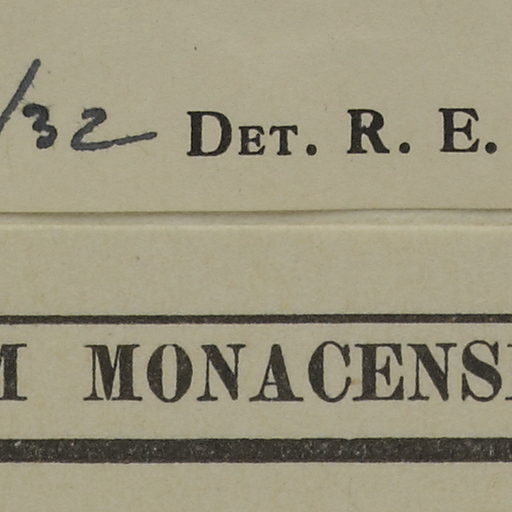 /32 DET. R. E.
M MONACENS